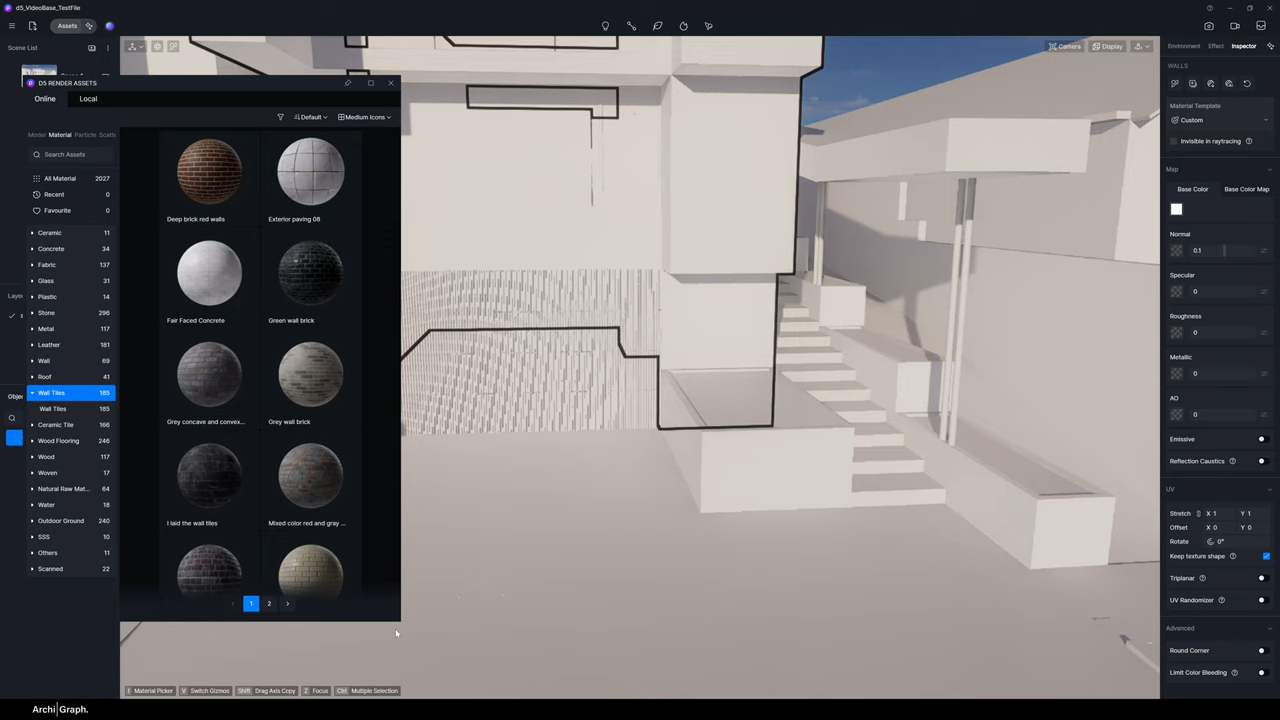 d5_VideoBase_TestFile
Assets
Scene List
Camera
Display
Environment
Effect
Inspector
D5 RENDER ASSETS
Online
Local
Default
Medium Icons
Model
Material
Particle
Scatt
Search Assets
All Material 2027
Recent 0
Favourite 0
Ceramic 11
Concrete 34
Fabric 137
Glass 31
Plastic 14
Stone 296
Metal 117
Leather 181
Wall 69
Roof 41
Wall Tiles 185
Wall Tiles 185
Ceramic Tile 166
Wood Flooring 246
Wood 117
Woven 17
Natural Raw Mat... 64
Water 18
Outdoor Ground 240
SSS 10
Others 11
Scanned 22
Layer
Obje
Deep brick red walls
Exterior paving 08
Fair Faced Concrete
Green wall brick
Grey concave and convex...
Grey wall brick
I laid the wall tiles
Mixed color red and gray ...
1
2
WALLS
Material Template
Custom
Invisible in raytracing
Map
Base Color
Base Color Map
Normal
0.1
Specular
0
Roughness
0
Metallic
0
AO
0
Emissive
Reflection Caustics
UV
Stretch X 1 Y 1
Offset X 0 Y 0
Rotate 0°
Keep texture shape
Triplanar
UV Randomizer
Advanced
Round Corner
Limit Color Bleeding
I Material Picker
V Switch Gizmos
Shift Drag Axis Copy
Z Focus
Ctrl Multiple Selection
Archi|Graph.